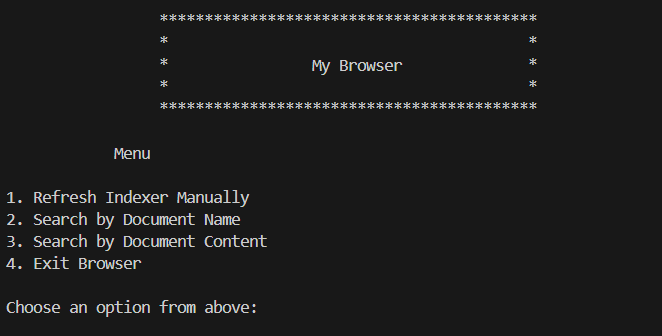 ******************************************
*                                        *
*                My Browser              *
*                                        *
******************************************
Menu
1. Refresh Indexer Manually
2. Search by Document Name
3. Search by Document Content
4. Exit Browser
Choose an option from above: